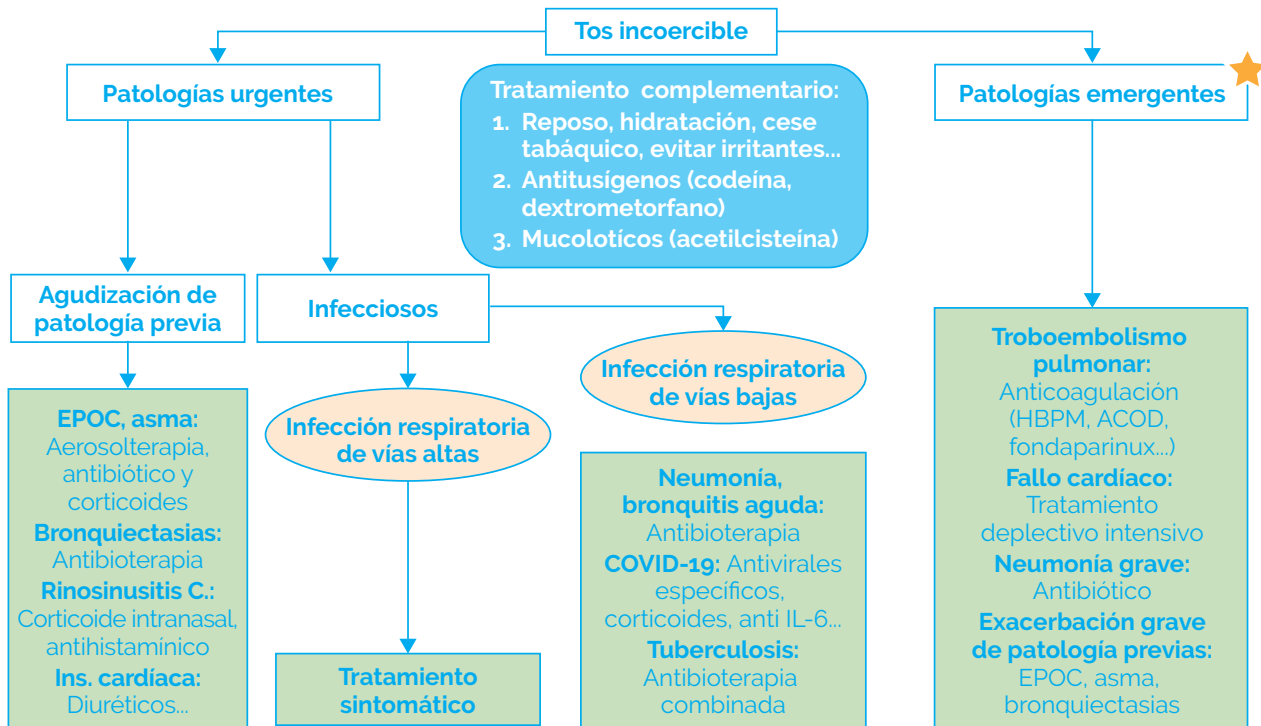 Tos incoercible
Patologías urgentes
Tratamiento complementario:
1. Reposo, hidratación, cese
tabáquico, evitar irritantes...
2. Antitusígenos (codeína,
dextrometorfano)
3. Mucolotícos (acetilcisteína)
Patologías emergentes
Agudización de
patología previa
Infecciosos
EPOC, asma:
Aerosolterapia,
antibiótico y
corticoides
Bronquiectasias:
Antibioterapia
Rinosinusitis C.:
Corticoide intranasal,
antihistamínico
Ins. cardíaca:
Diuréticos...
Infección respiratoria
de vías altas
Tratamiento
sintomático
Infección respiratoria
de vías bajas
Neumonía,
bronquitis aguda:
Antibioterapia
COVID-19: Antivirales
específicos,
corticoides, anti IL-6...
Tuberculosis:
Antibioterapia
combinada
Troboembolismo
pulmonar:
Anticoagulación
(HBPM, ACOD,
fondaparinux...)
Fallo cardíaco:
Tratamiento
deplectivo intensivo
Neumonía grave:
Antibiótico
Exacerbación grave
de patología previas:
EPOC, asma,
bronquiectasias